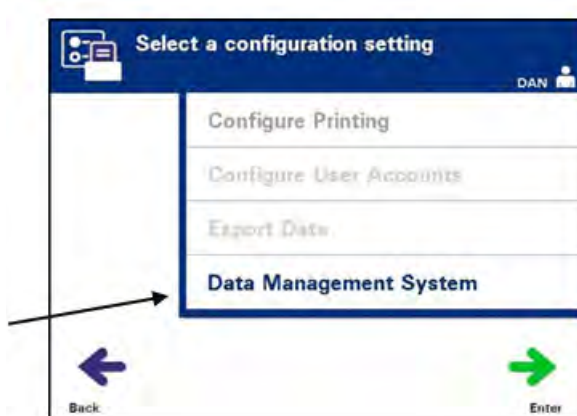 Select a configuration setting
DAN
Configure Printing
Configure User Accounts
Export Data
Data Management System
Back
Enter